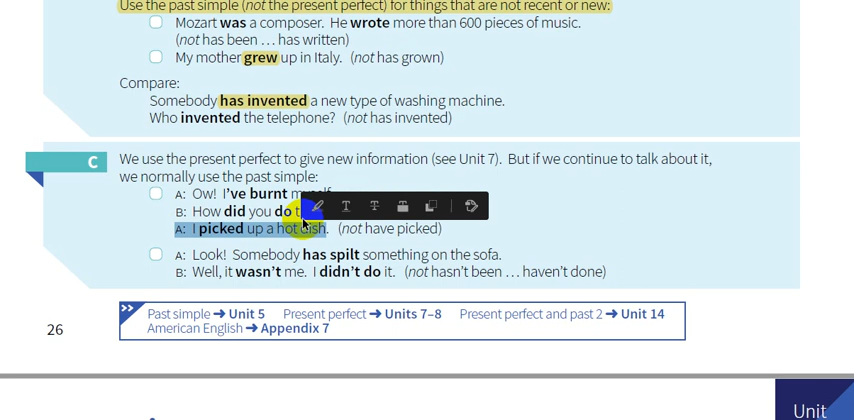 Use the past simple (not the present perfect) for things that are not recent or new:
Mozart was a composer. He wrote more than 600 pieces of music.
(not has been … has written)
My mother grew up in Italy. (not has grown)
Compare:
Somebody has invented a new type of washing machine.
Who invented the telephone? (not has invented)
C
We use the present perfect to give new information (see Unit 7). But if we continue to talk about it,
we normally use the past simple:
A: Ow! I've burnt myself.
B: How did you do
A: I picked up a hot dish. (not have picked)
A: Look! Somebody has spilt something on the sofa.
B: Well, it wasn't me. I didn't do it. (not hasn't been … haven't done)
Past simple ➜ Unit 5 Present perfect ➜ Units 7–8 Present perfect and past 2 ➜ Unit 14
American English ➜ Appendix 7
26
Unit